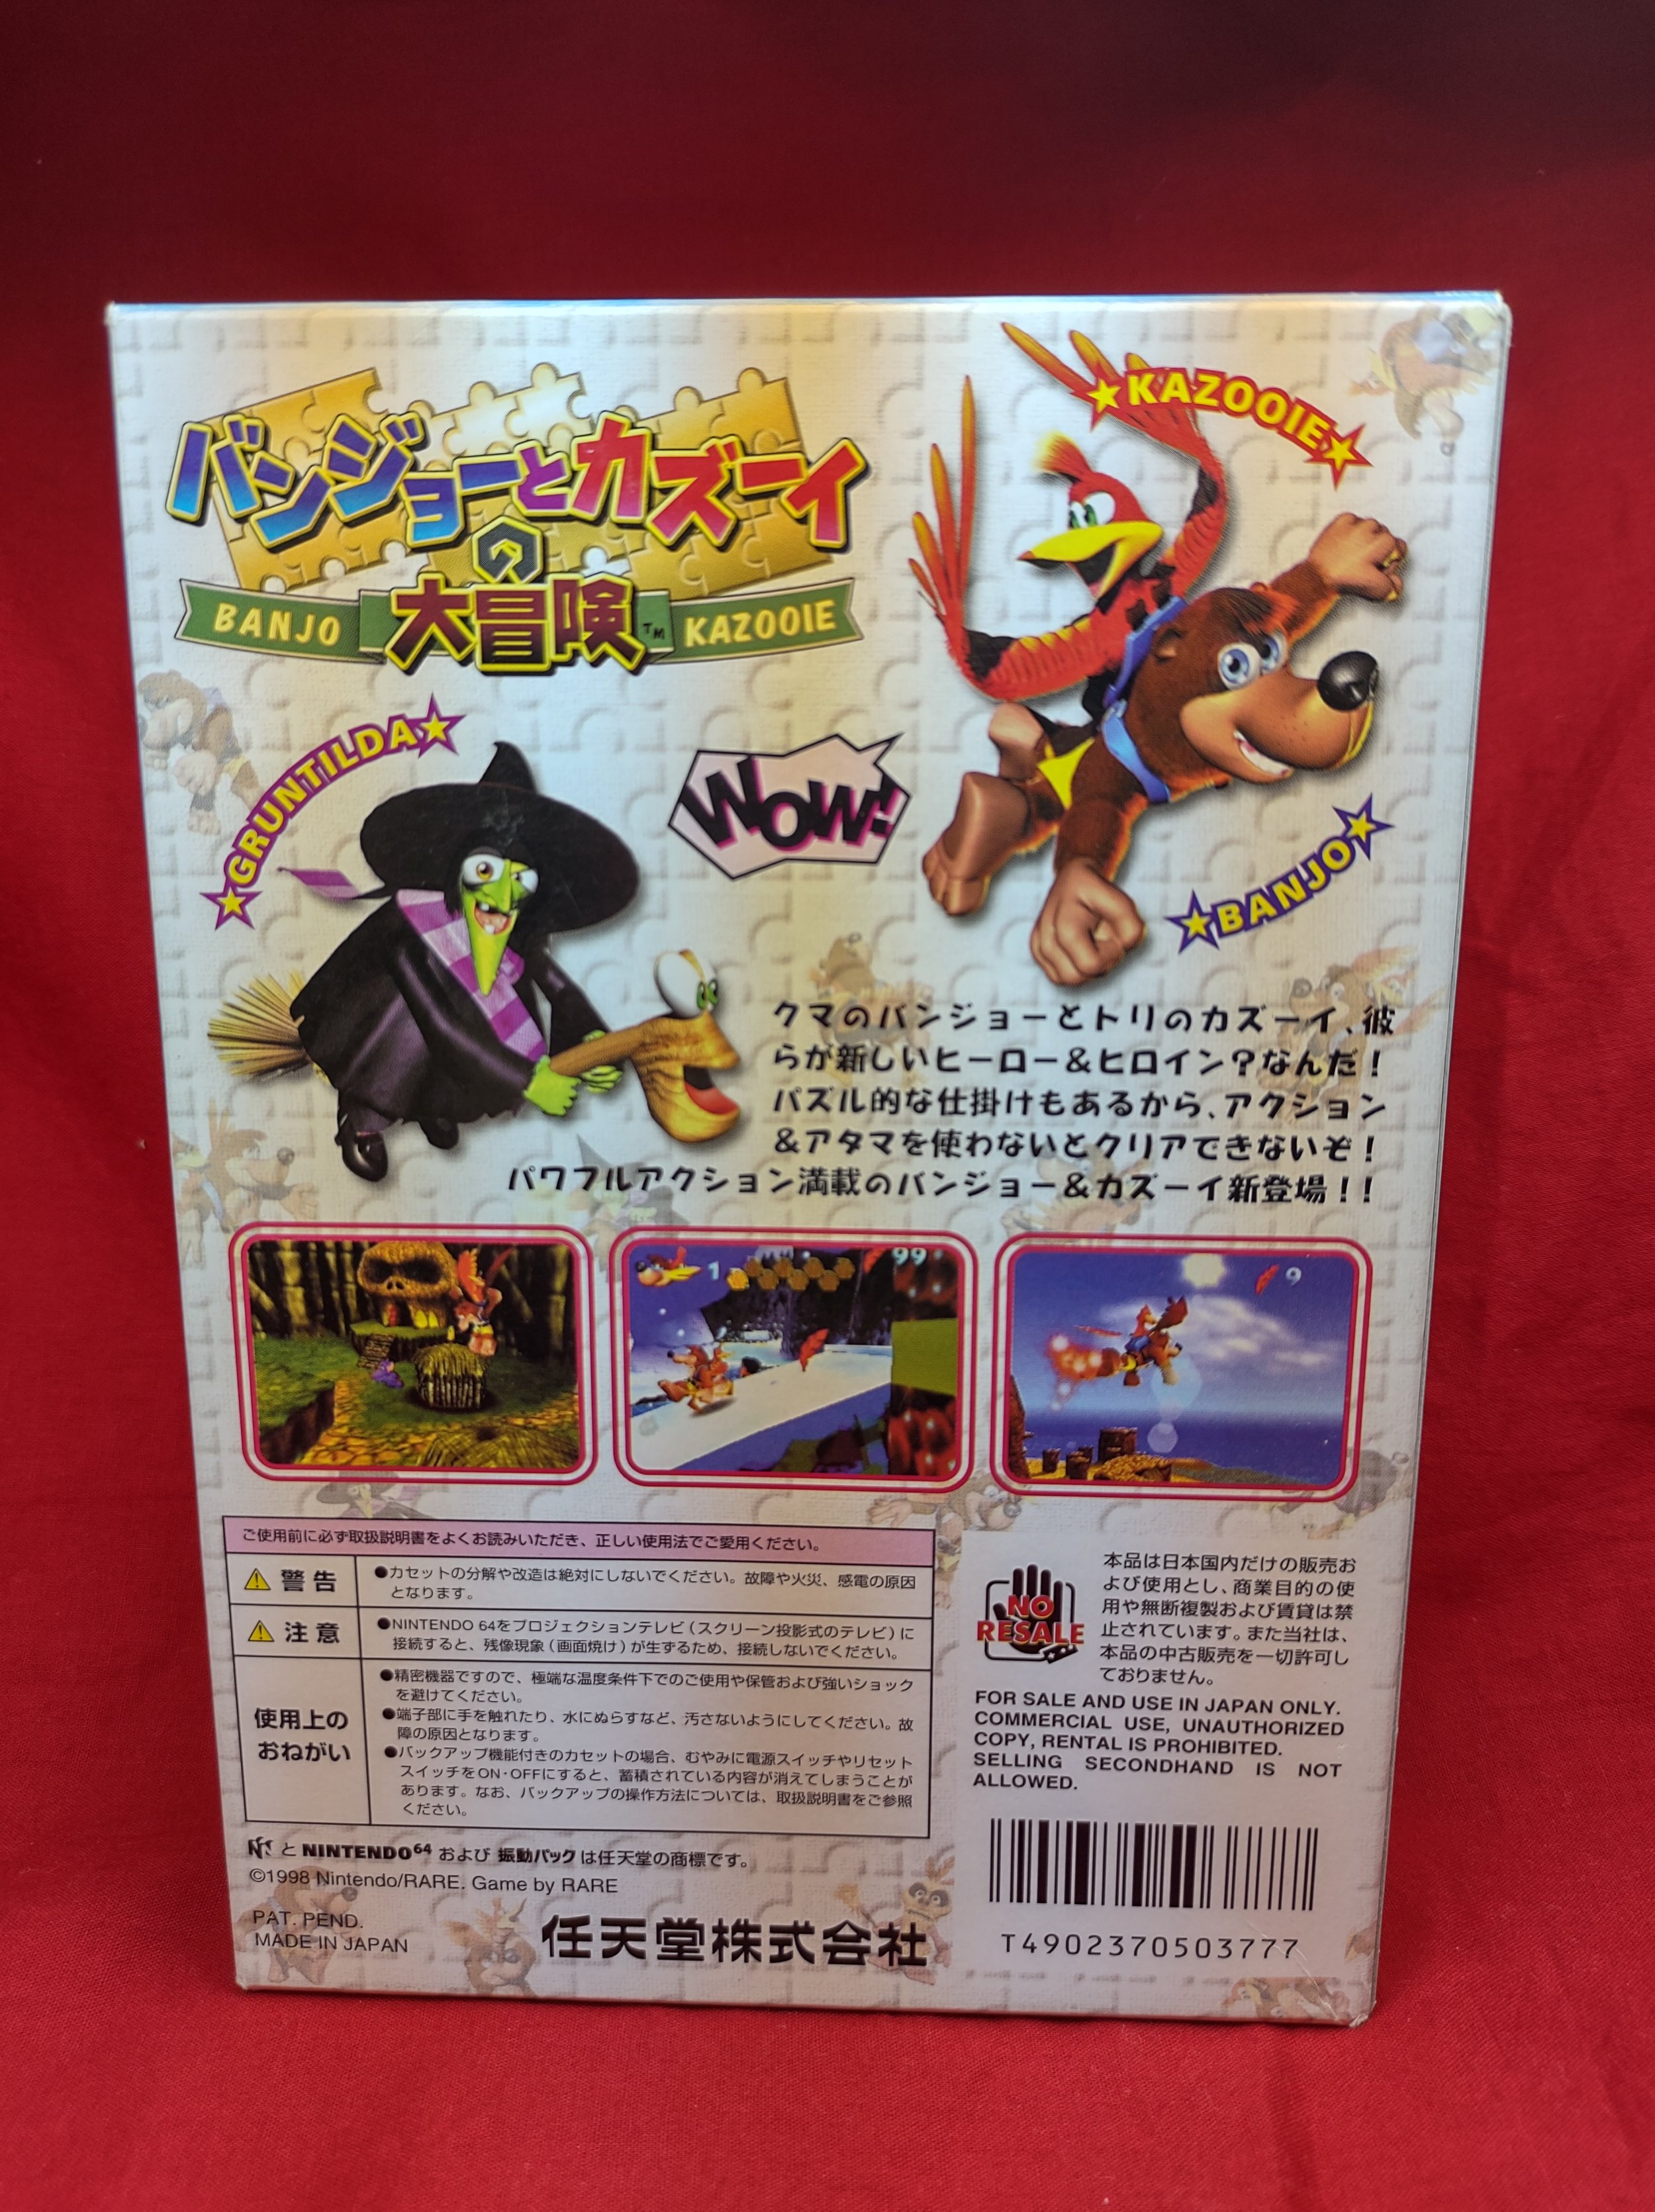 ★KAZOOIE★
バンジョーとカズーイ
の
大冒険™
BANJO
KAZOOIE
★GRUNTILDA★
WOW!
★BANJO★
クマのバンジョーとトリのカズーイ、彼
らが新しいヒーロー&ヒロイン?なんだ!
パズル的な仕掛けもあるから、アクション
&アタマを使わないとクリアできないぞ!
パワフルアクション満載のバンジョー&カズーイ新登場!!
1
99
9
ご使用前に必ず取扱説明書をよくお読みいただき、正しい使用法でご愛用ください。
警告
●カセットの分解や改造は絶対にしないでください。故障や火災、感電の原因
となります。
注意
●NINTENDO 64をプロジェクションテレビ(スクリーン投影式のテレビ)に
接続すると、残像現象(画面焼け)が生ずるため、接続しないでください。
使用上の
おねがい
●精密機器ですので、極端な温度条件下でのご使用や保管および強いショック
を避けてください。
●端子部に手を触れたり、水にぬらすなど、汚さないようにしてください。故
障の原因となります。
●バックアップ機能付きのカセットの場合、むやみに電源スイッチやリセット
スイッチをON・OFFにすると、蓄積されている内容が消えてしまうことが
あります。なお、バックアップの操作方法については、取扱説明書をご参照
ください。
と NINTENDO64 および 振動パック は任天堂の商標です。
©1998 Nintendo/RARE. Game by RARE
PAT. PEND.
MADE IN JAPAN
任天堂株式会社
NO
RESALE
本品は日本国内だけの販売お
よび使用とし、商業目的の使
用や無断複製および賃貸は禁
止されています。また当社は、
本品の中古販売を一切許可し
ておりません。
FOR SALE AND USE IN JAPAN ONLY.
COMMERCIAL USE, UNAUTHORIZED
COPY, RENTAL IS PROHIBITED.
SELLING SECONDHAND IS NOT
ALLOWED.
T4902370503777